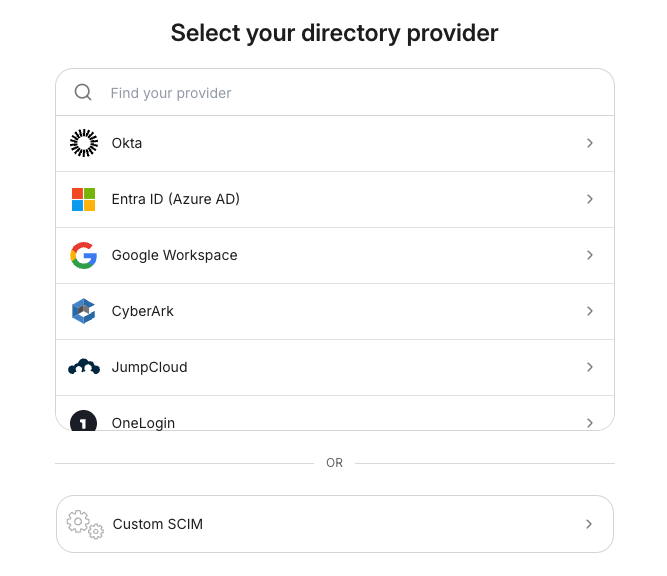 Select your directory provider
Find your provider
Okta
Entra ID (Azure AD)
Google Workspace
CyberArk
JumpCloud
1
OneLogin
OR
Custom SCIM